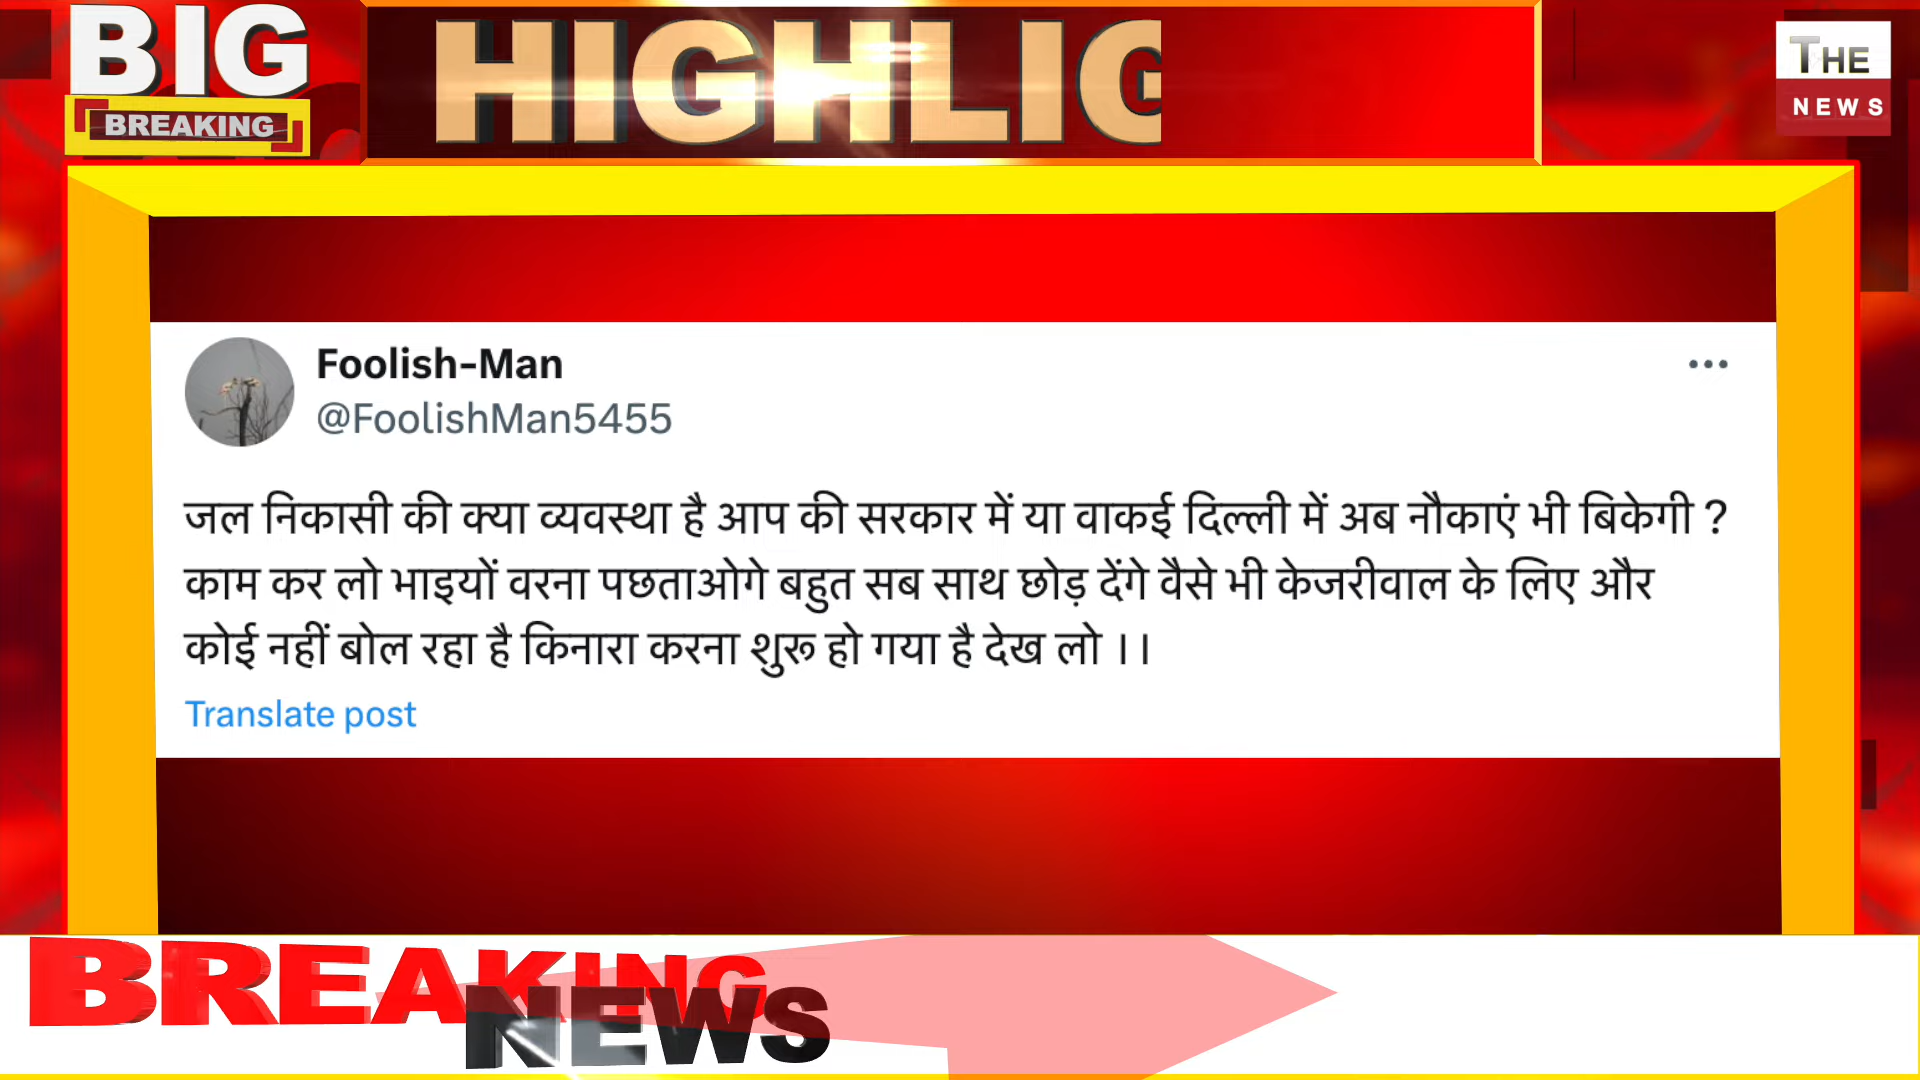 BIG
BREAKING
HIGHLIG
THE
NEWS
Foolish-Man
@FoolishMan5455
जल निकासी की क्या व्यवस्था है आप की सरकार में या वाकई दिल्ली में अब नौकाएं भी बिकेगी ?
काम कर लो भाइयों वरना पछताओगे बहुत सब साथ छोड़ देंगे वैसे भी केजरीवाल के लिए और
कोई नहीं बोल रहा है किनारा करना शुरू हो गया है देख लो ।।
Translate post
BREAKING
NEWS